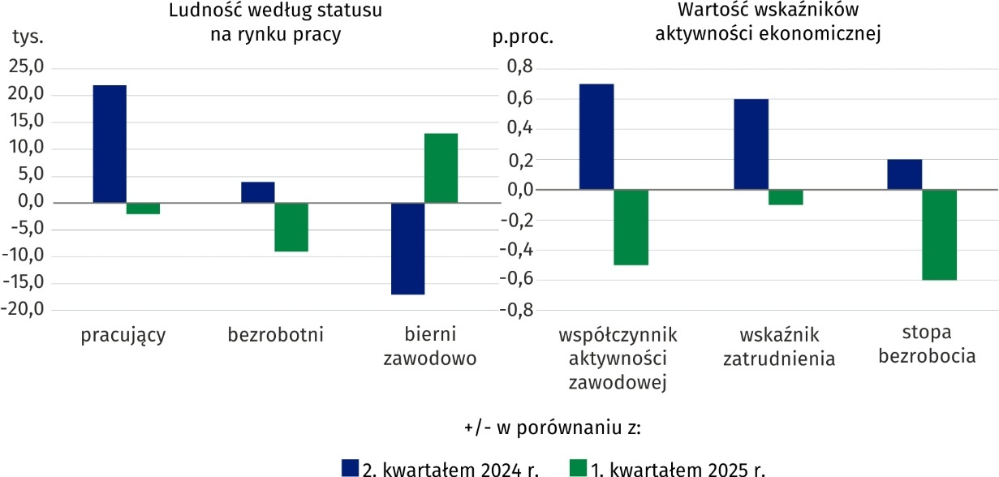 Ludność według statusu
na rynku pracy
tys.
25,0
20,0
15,0
10,0
5,0
0,0
-5,0
-10,0
-15,0
-20,0
pracujący
bezrobotni
bierni
zawodowo
Wartość wskaźników
aktywności ekonomicznej
p.proc.
0,8
0,6
0,4
0,2
0,0
-0,2
-0,4
-0,6
-0,8
współczynnik
aktywności
zawodowej
wskaźnik
zatrudnienia
stopa
bezrobocia
+/- w porównaniu z:
2. kwartałem 2024 r.
1. kwartałem 2025 r.